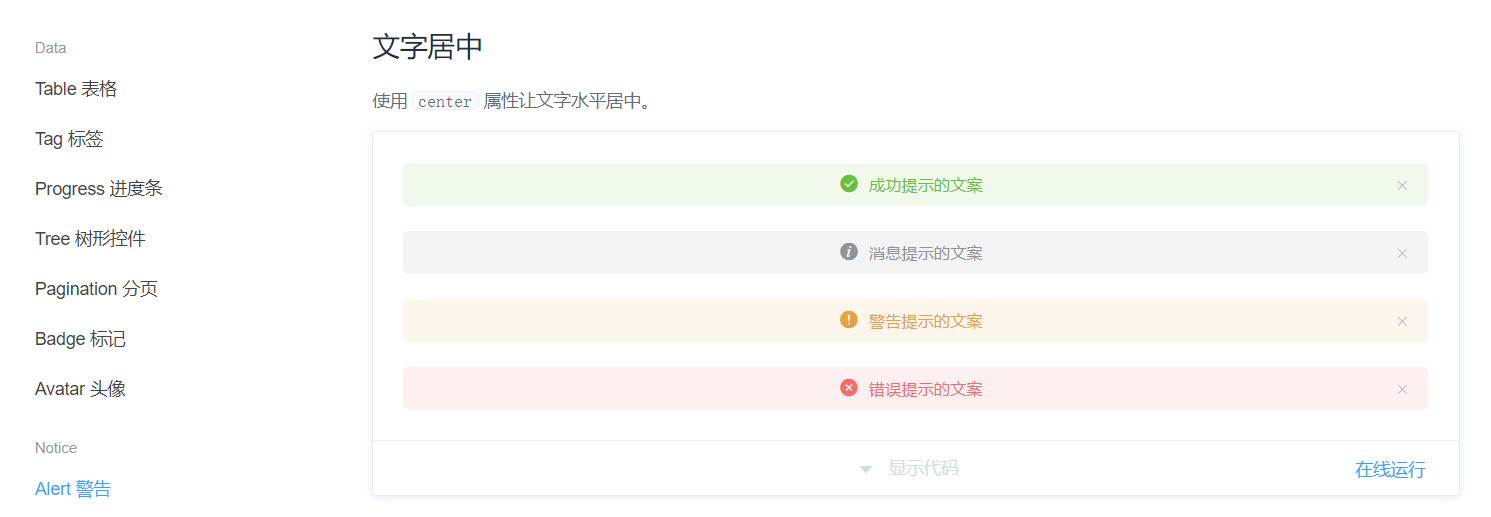 Data
Table 表格
Tag 标签
Progress 进度条
Tree 树形控件
Pagination 分页
Badge 标记
Avatar 头像
Notice
Alert 警告
文字居中
使用 center 属性让文字水平居中。
成功提示的文案
消息提示的文案
警告提示的文案
错误提示的文案
显示代码
在线运行